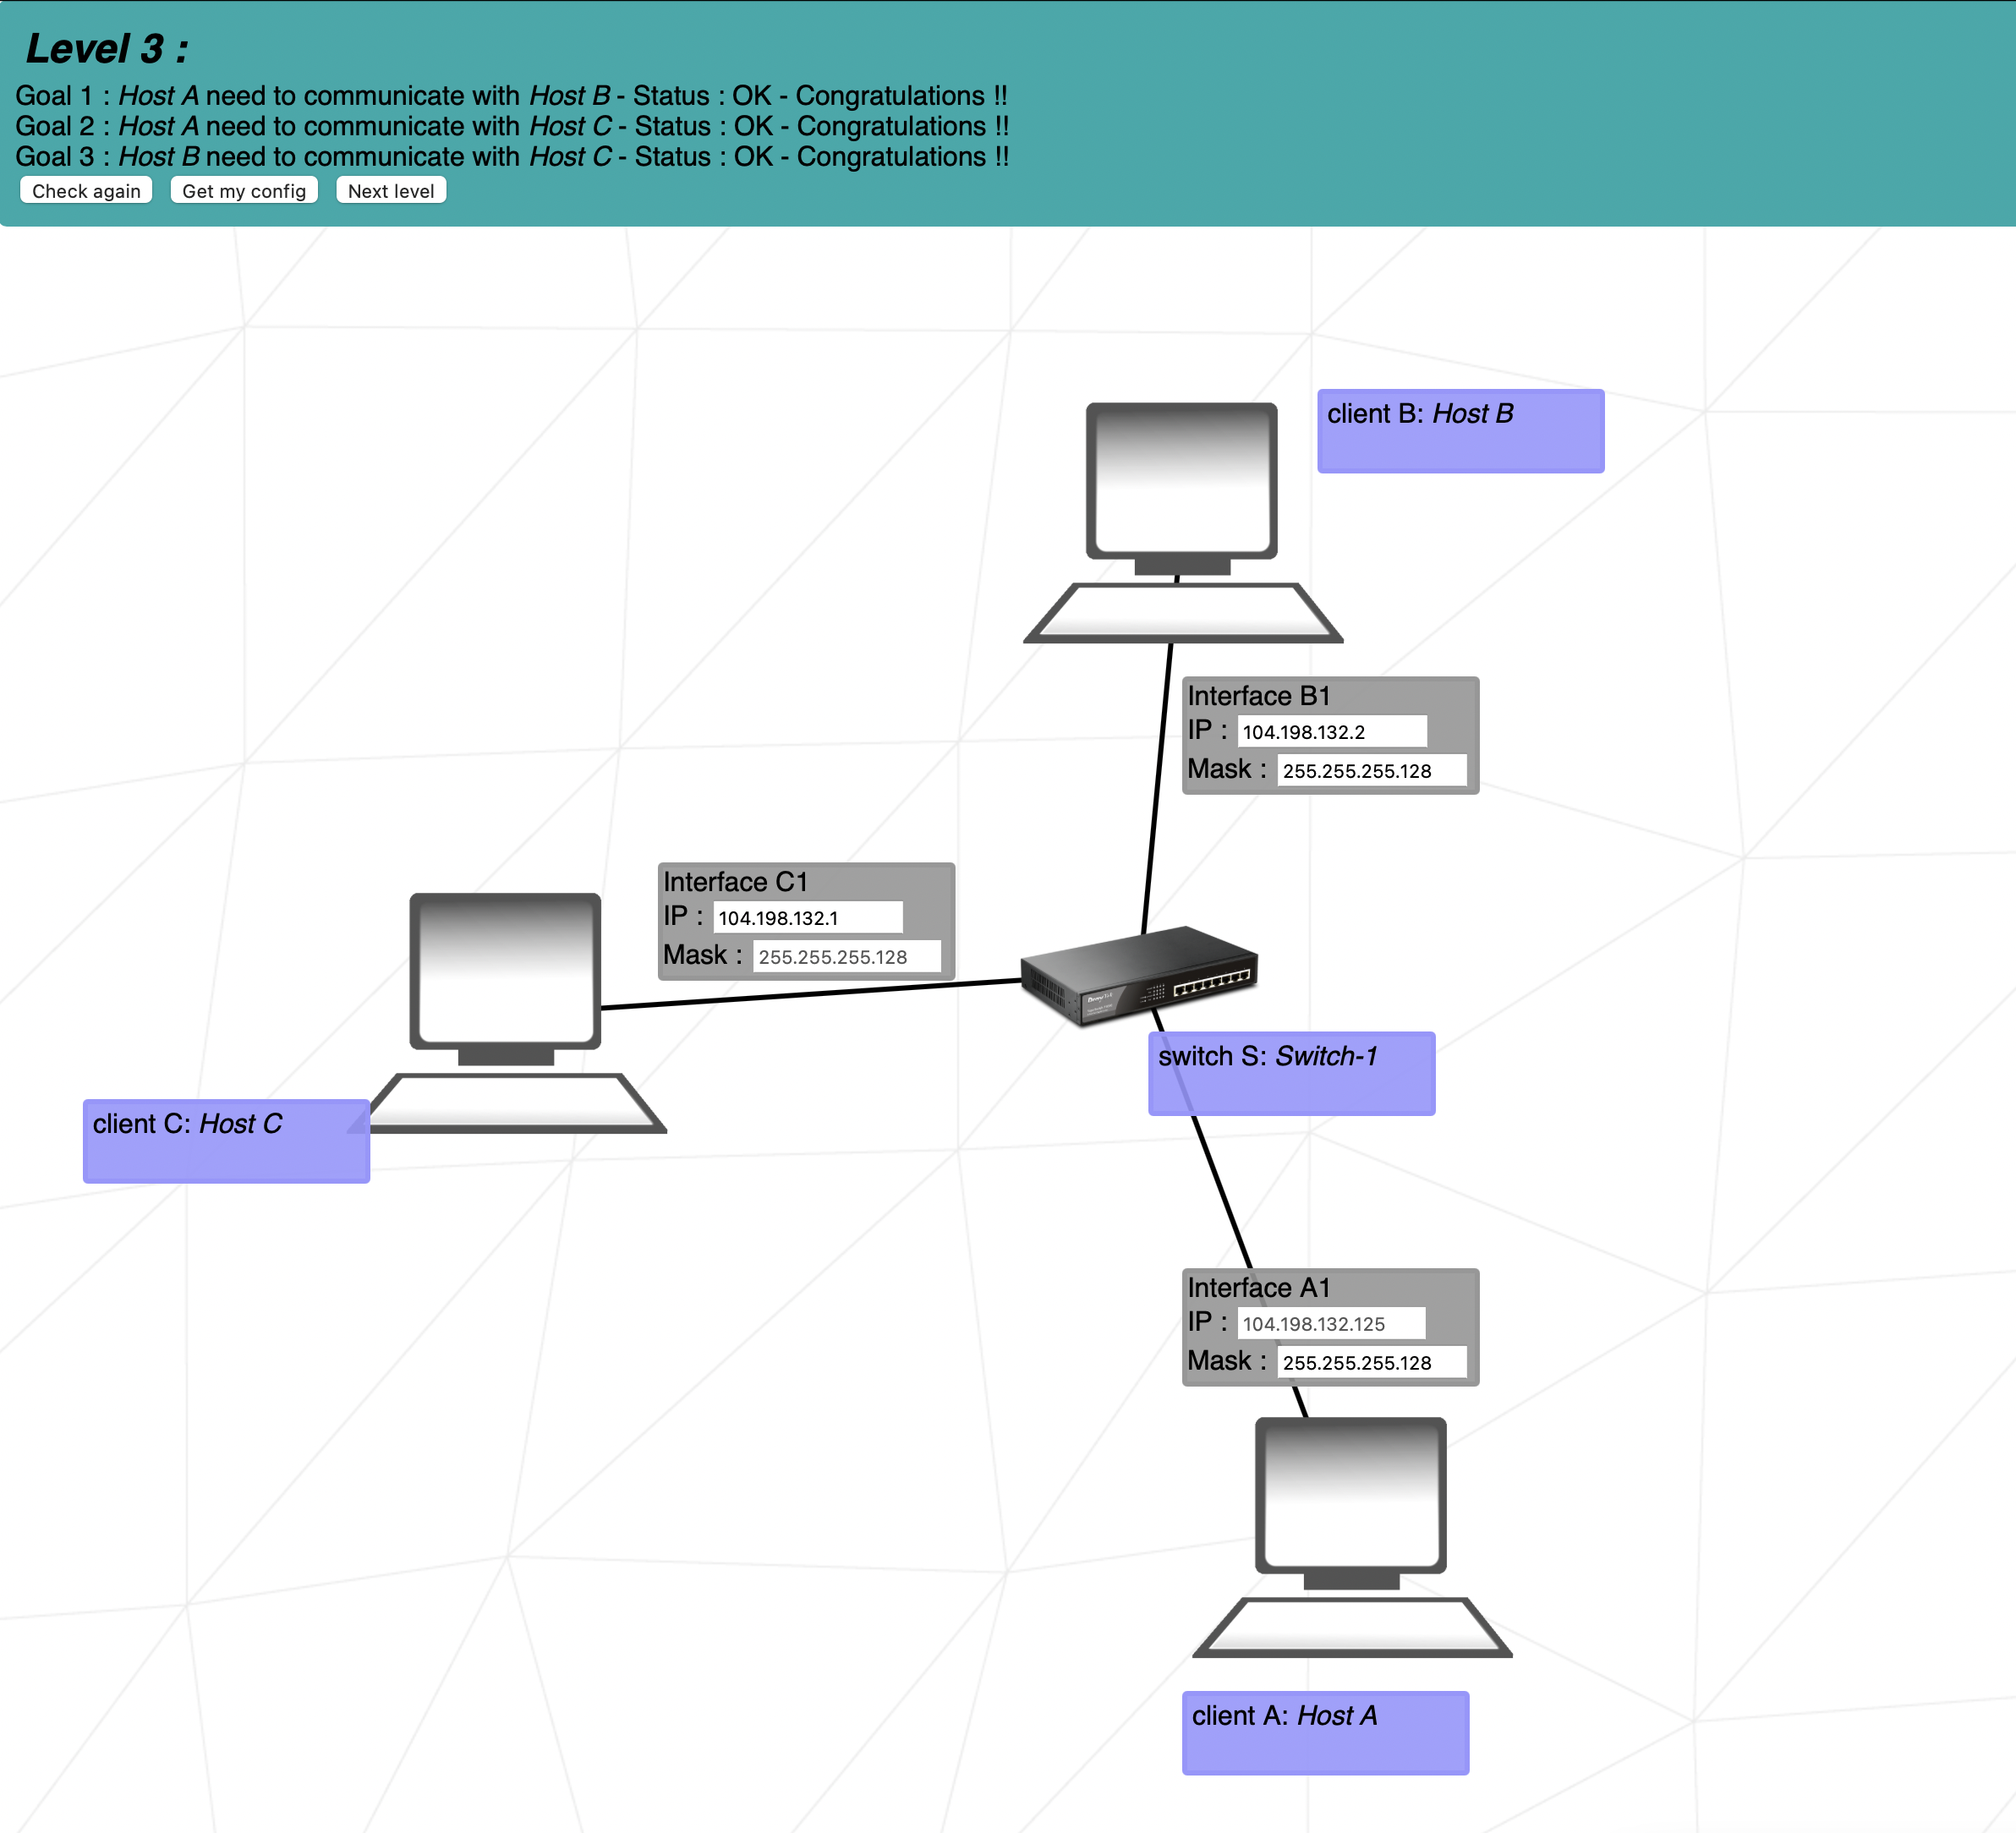 Level 3 :
Goal 1 : Host A need to communicate with Host B - Status : OK - Congratulations !!
Goal 2 : Host A need to communicate with Host C - Status : OK - Congratulations !!
Goal 3 : Host B need to communicate with Host C - Status : OK - Congratulations !!
Check again Get my config Next level
client B: Host B
Interface B1
IP : 104.198.132.2
Mask : 255.255.255.128
Interface C1
IP : 104.198.132.1
Mask : 255.255.255.128
switch S: Switch-1
client C: Host C
Interface A1
IP : 104.198.132.125
Mask : 255.255.255.128
client A: Host A